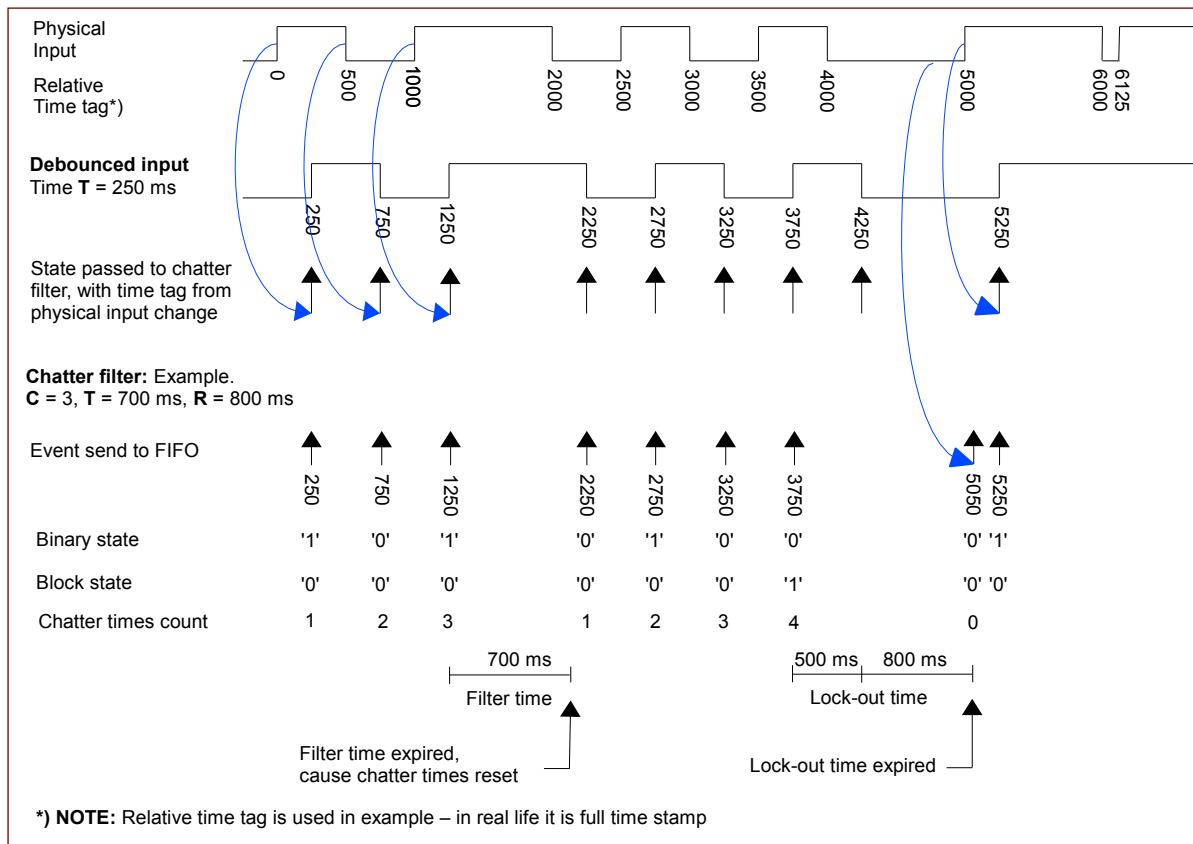 Physical
Input
0 500 1000 2000 2500 3000 3500 4000 5000 6000 6125
Relative
Time tag*)
Debounced input
Time T = 250 ms
250 750 1250 2250 2750 3250 3750 4250 5250
State passed to chatter
filter, with time tag from
physical input change
Chatter filter: Example.
C = 3, T = 700 ms, R = 800 ms
Event send to FIFO
250 750 1250 2250 2750 3250 3750 5050 5250
Binary state '1' '0' '1' '0' '1' '0' '0' '0' '1'
Block state '0' '0' '0' '0' '0' '0' '1' '0' '0'
Chatter times count 1 2 3 1 2 3 4 0
700 ms 500 ms 800 ms
Filter time Lock-out time
Filter time expired,
cause chatter times reset
Lock-out time expired
*) NOTE: Relative time tag is used in example – in real life it is full time stamp